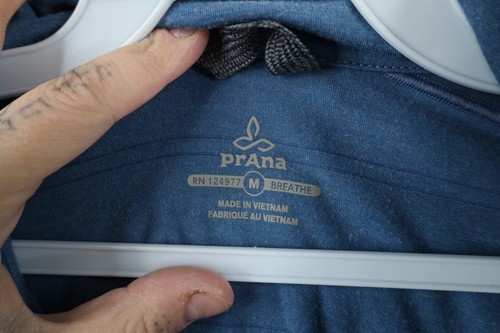 prAna
RN 124977 M BREATHE
MADE IN VIETNAM
FABRIQUÉ AU VIETNAM